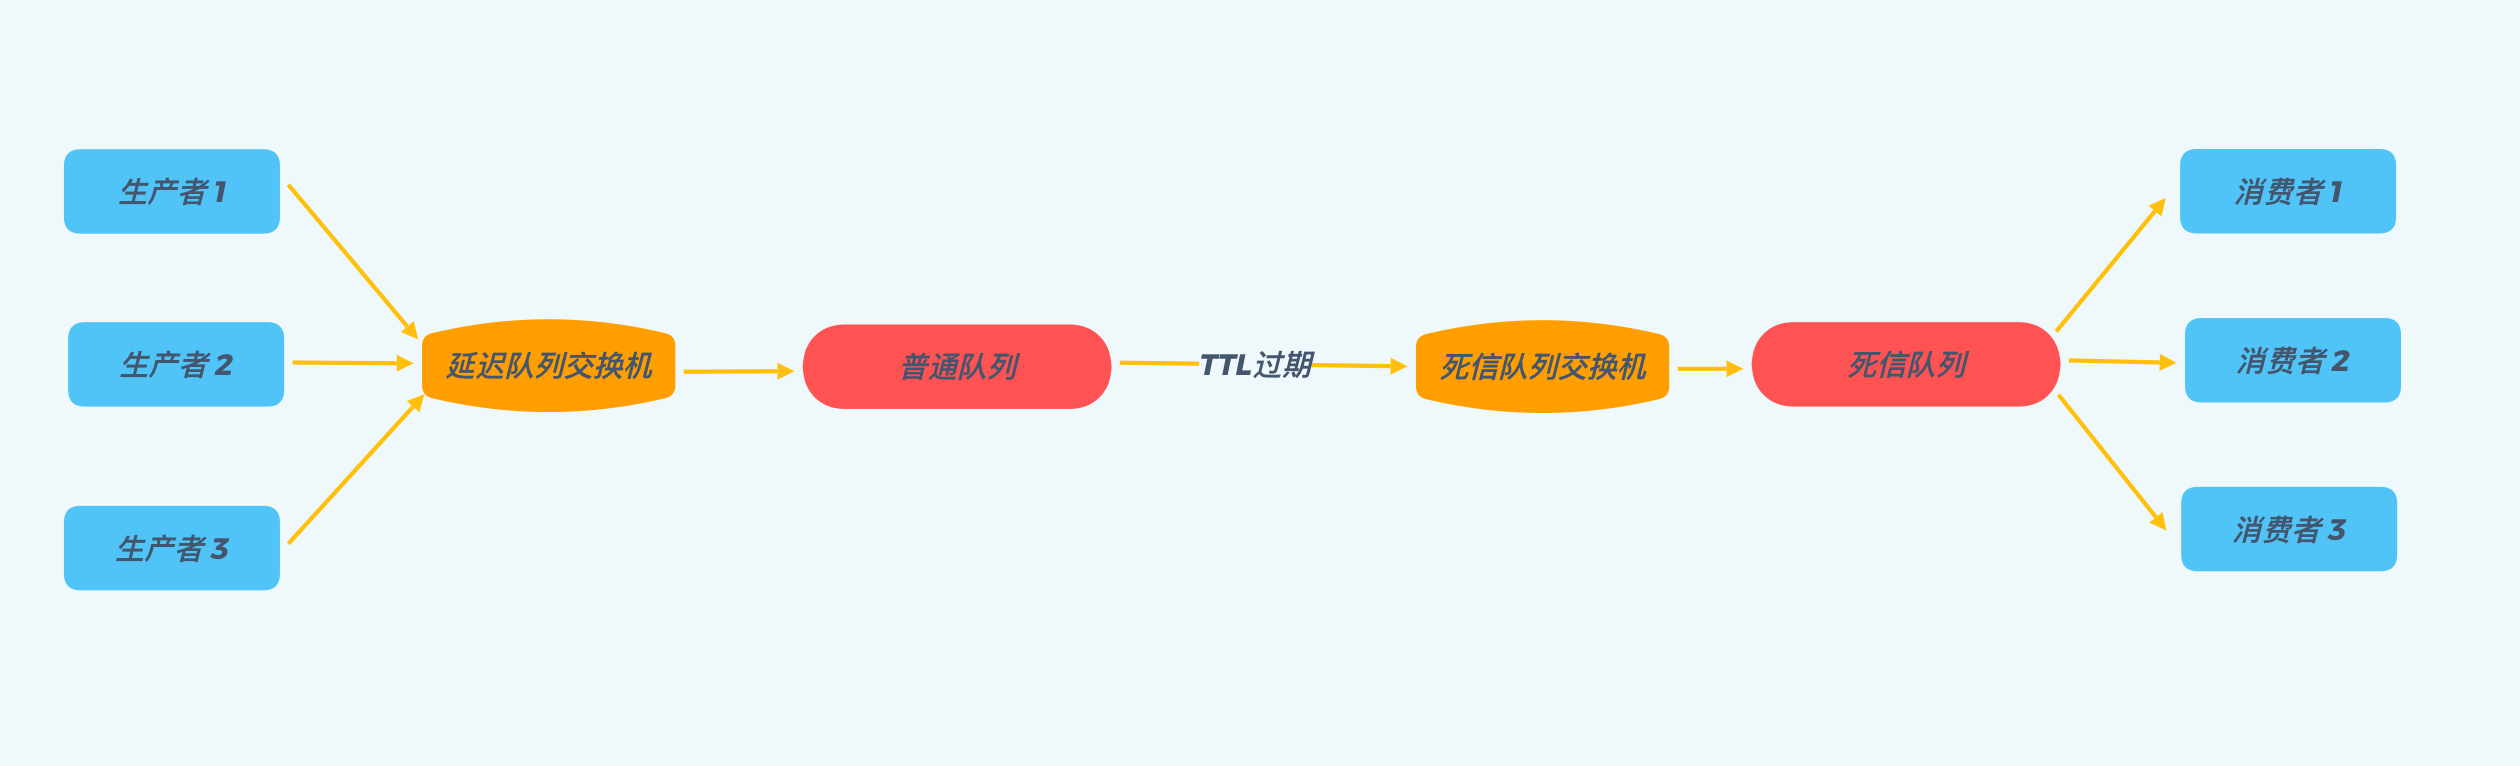 生产者 1
生产者 2
生产者 3
延迟队列交换机
普通队列
TTL过期
死信队列交换机
死信队列
消费者 1
消费者 2
消费者 3